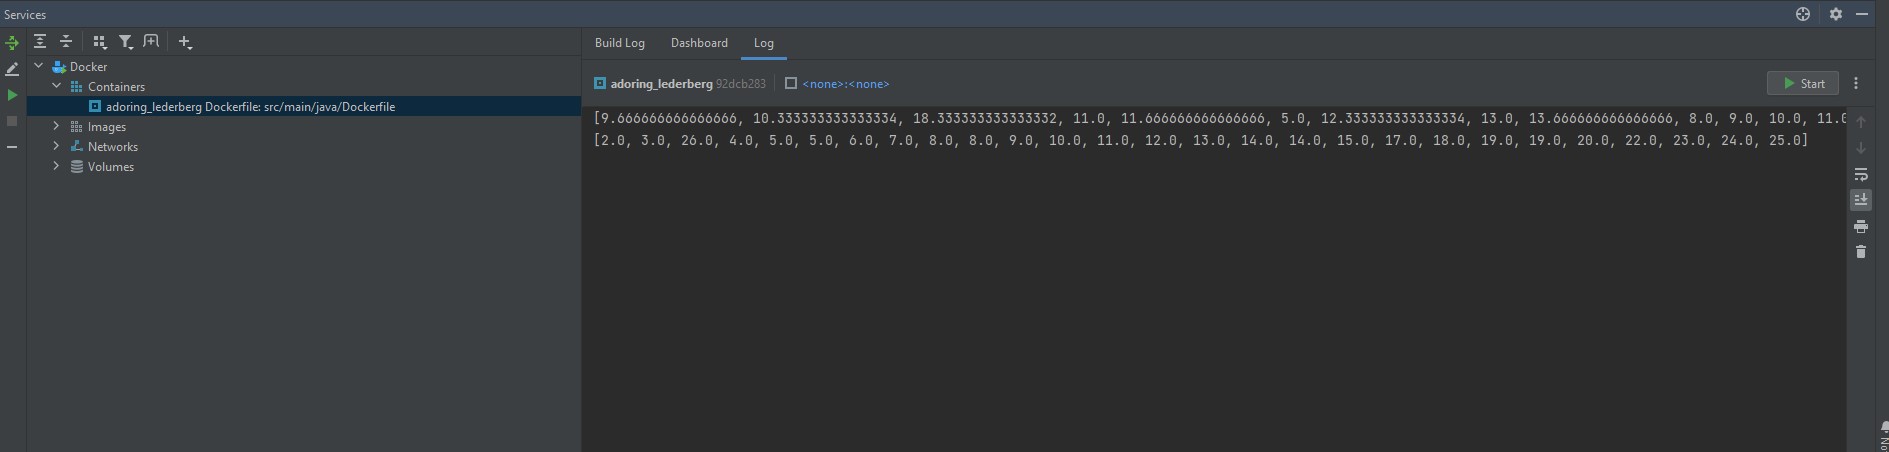 Services
Build Log Dashboard Log
Docker
Containers
adoring_lederberg Dockerfile: src/main/java/Dockerfile
Images
Networks
Volumes
adoring_lederberg 92dcb283 <none>:<none>
Start
[9.666666666666666, 10.333333333333334, 18.333333333333332, 11.0, 11.666666666666666, 5.0, 12.333333333333334, 13.0, 13.666666666666666, 8.0, 9.0, 10.0, 11.0
[2.0, 3.0, 26.0, 4.0, 5.0, 5.0, 6.0, 7.0, 8.0, 8.0, 9.0, 10.0, 11.0, 12.0, 13.0, 14.0, 14.0, 15.0, 17.0, 18.0, 19.0, 19.0, 20.0, 22.0, 23.0, 24.0, 25.0]
No